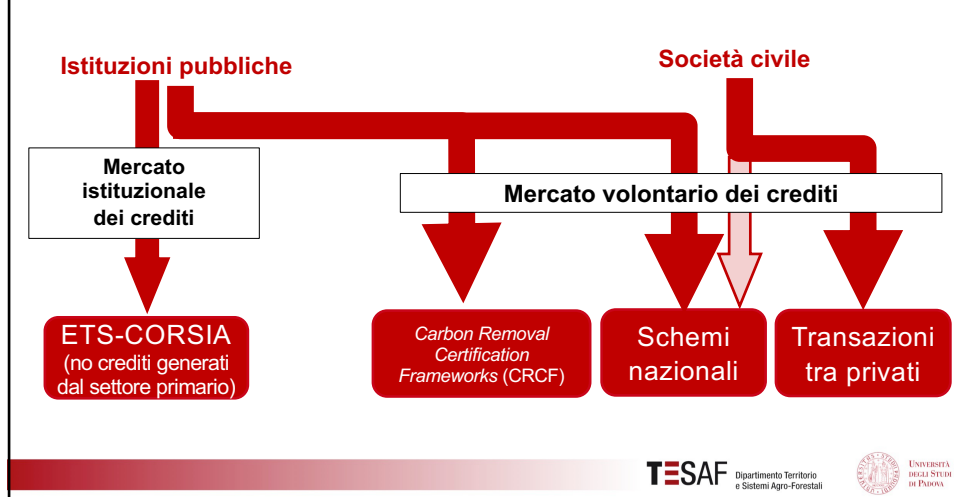 Istituzioni pubbliche
Società civile
Mercato
istituzionale
dei crediti
Mercato volontario dei crediti
ETS-CORSIA
(no crediti generati
dal settore primario)
Carbon Removal
Certification
Frameworks (CRCF)
Schemi
nazionali
Transazioni
tra privati
TESAF
Dipartimento Territorio
e Sistemi Agro-Forestali
Università
degli Studi
di Padova